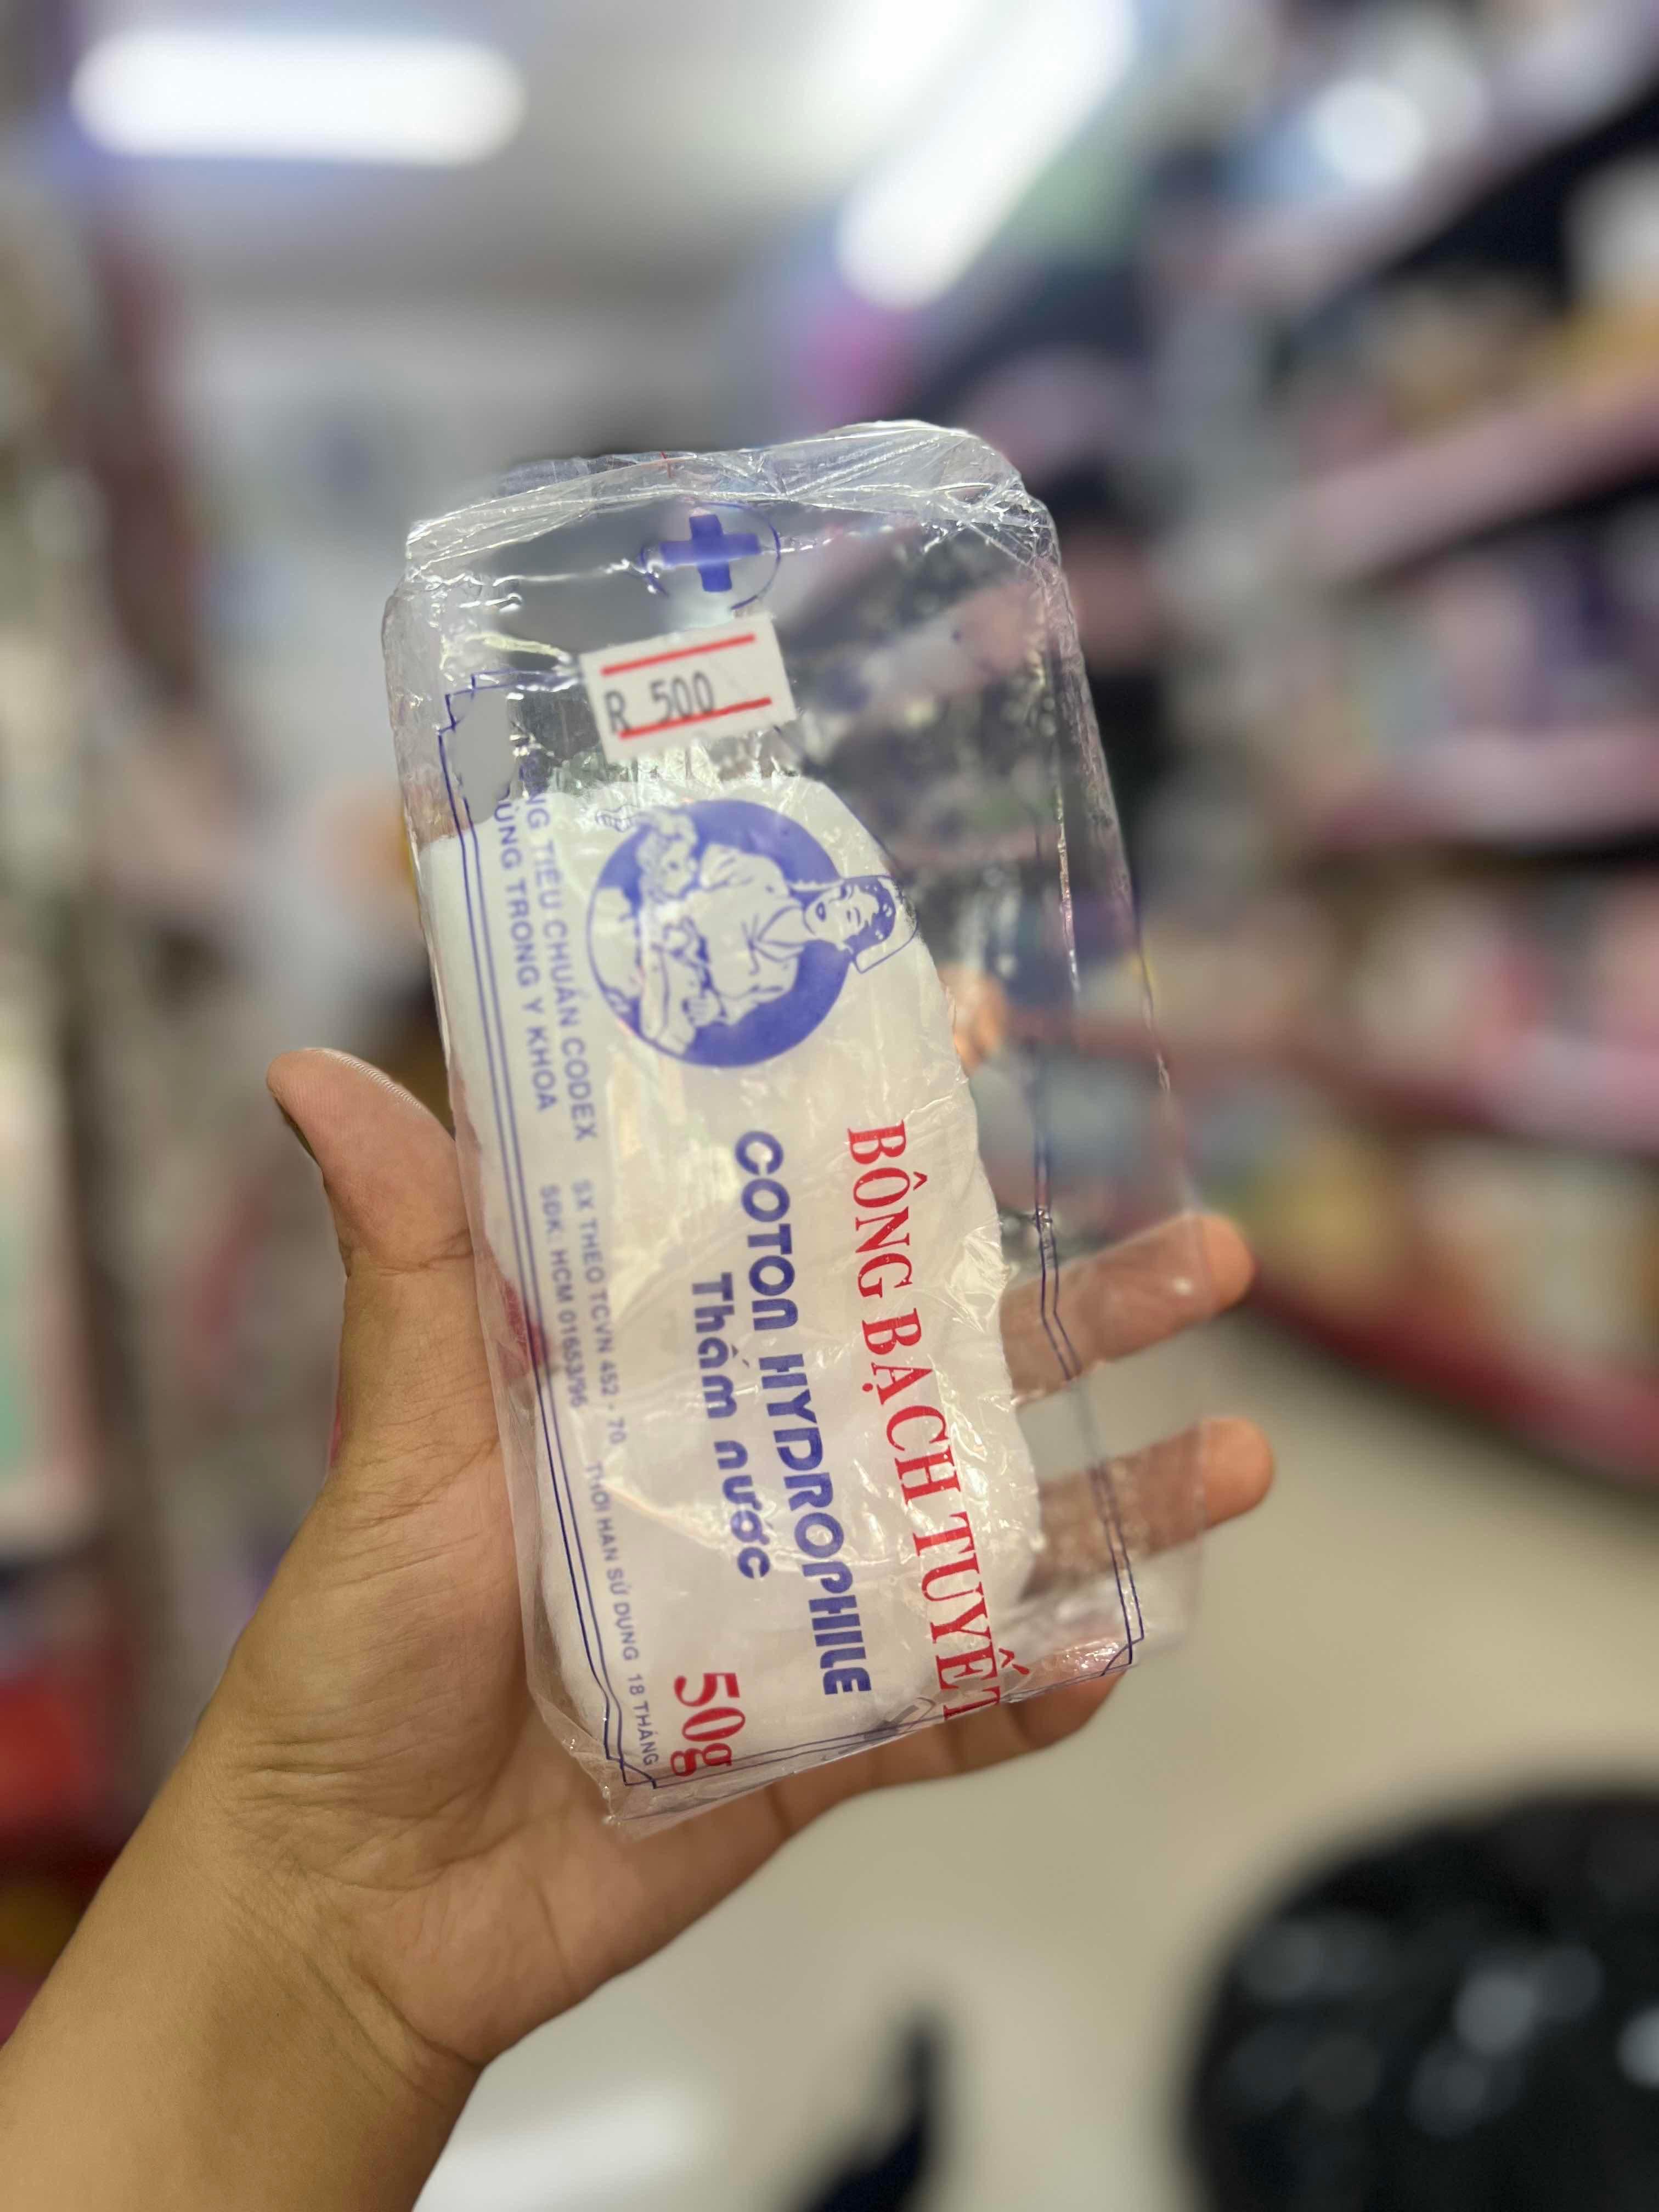 R 500
BÔNG BẠCH TUYẾT
COTON HYDROPHILE
Thấm nước
50g
TIÊU CHUẨN CODEX
SX THEO TCVN 452 - 70
THỜI HẠN SỬ DỤNG 18 THÁNG
TRONG Y KHOA
SĐK: HCM 01653/96